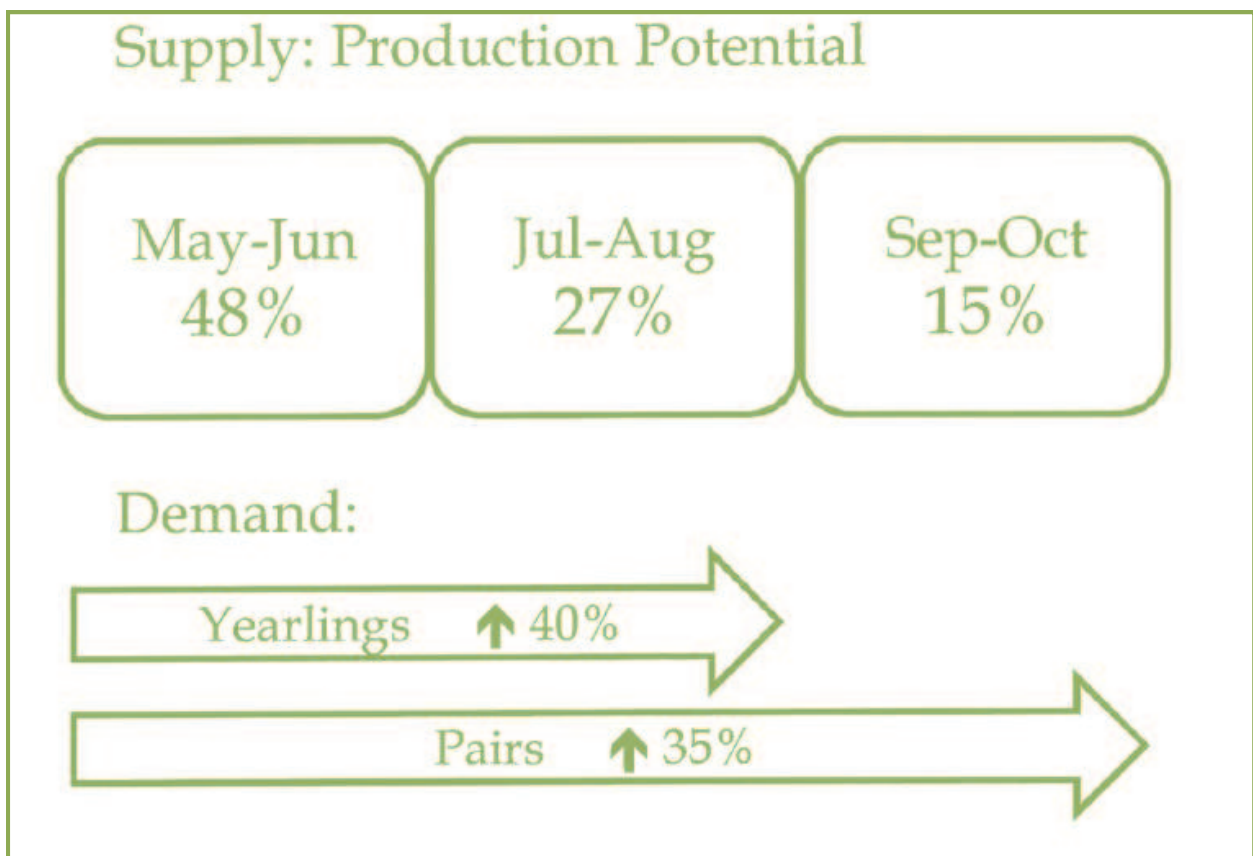 Supply: Production Potential
May-Jun
48%
Jul-Aug
27%
Sep-Oct
15%
Demand:
Yearlings ↑ 40%
Pairs ↑ 35%